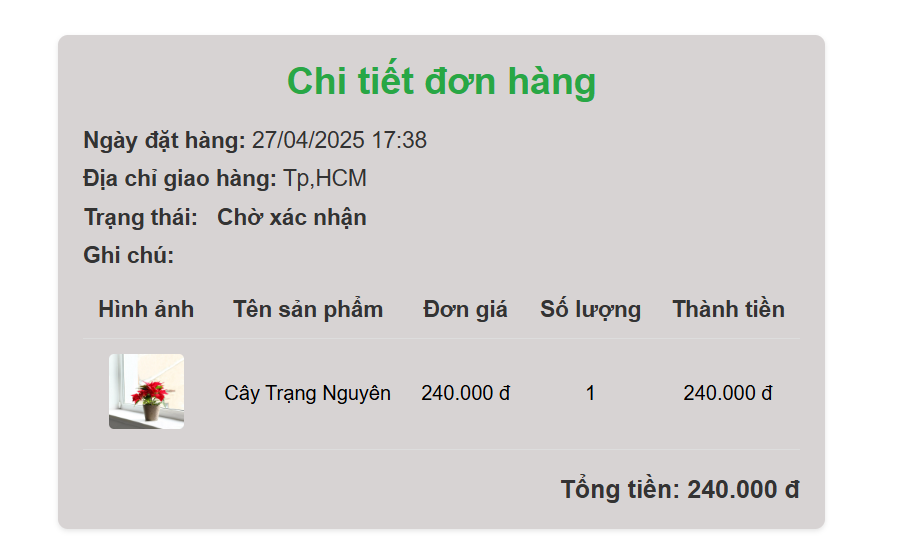 Chi tiết đơn hàng
Ngày đặt hàng: 27/04/2025 17:38
Địa chỉ giao hàng: Tp,HCM
Trạng thái: Chờ xác nhận
Ghi chú:
Hình ảnh Tên sản phẩm Đơn giá Số lượng Thành tiền
Cây Trạng Nguyên 240.000 đ 1 240.000 đ
Tổng tiền: 240.000 đ